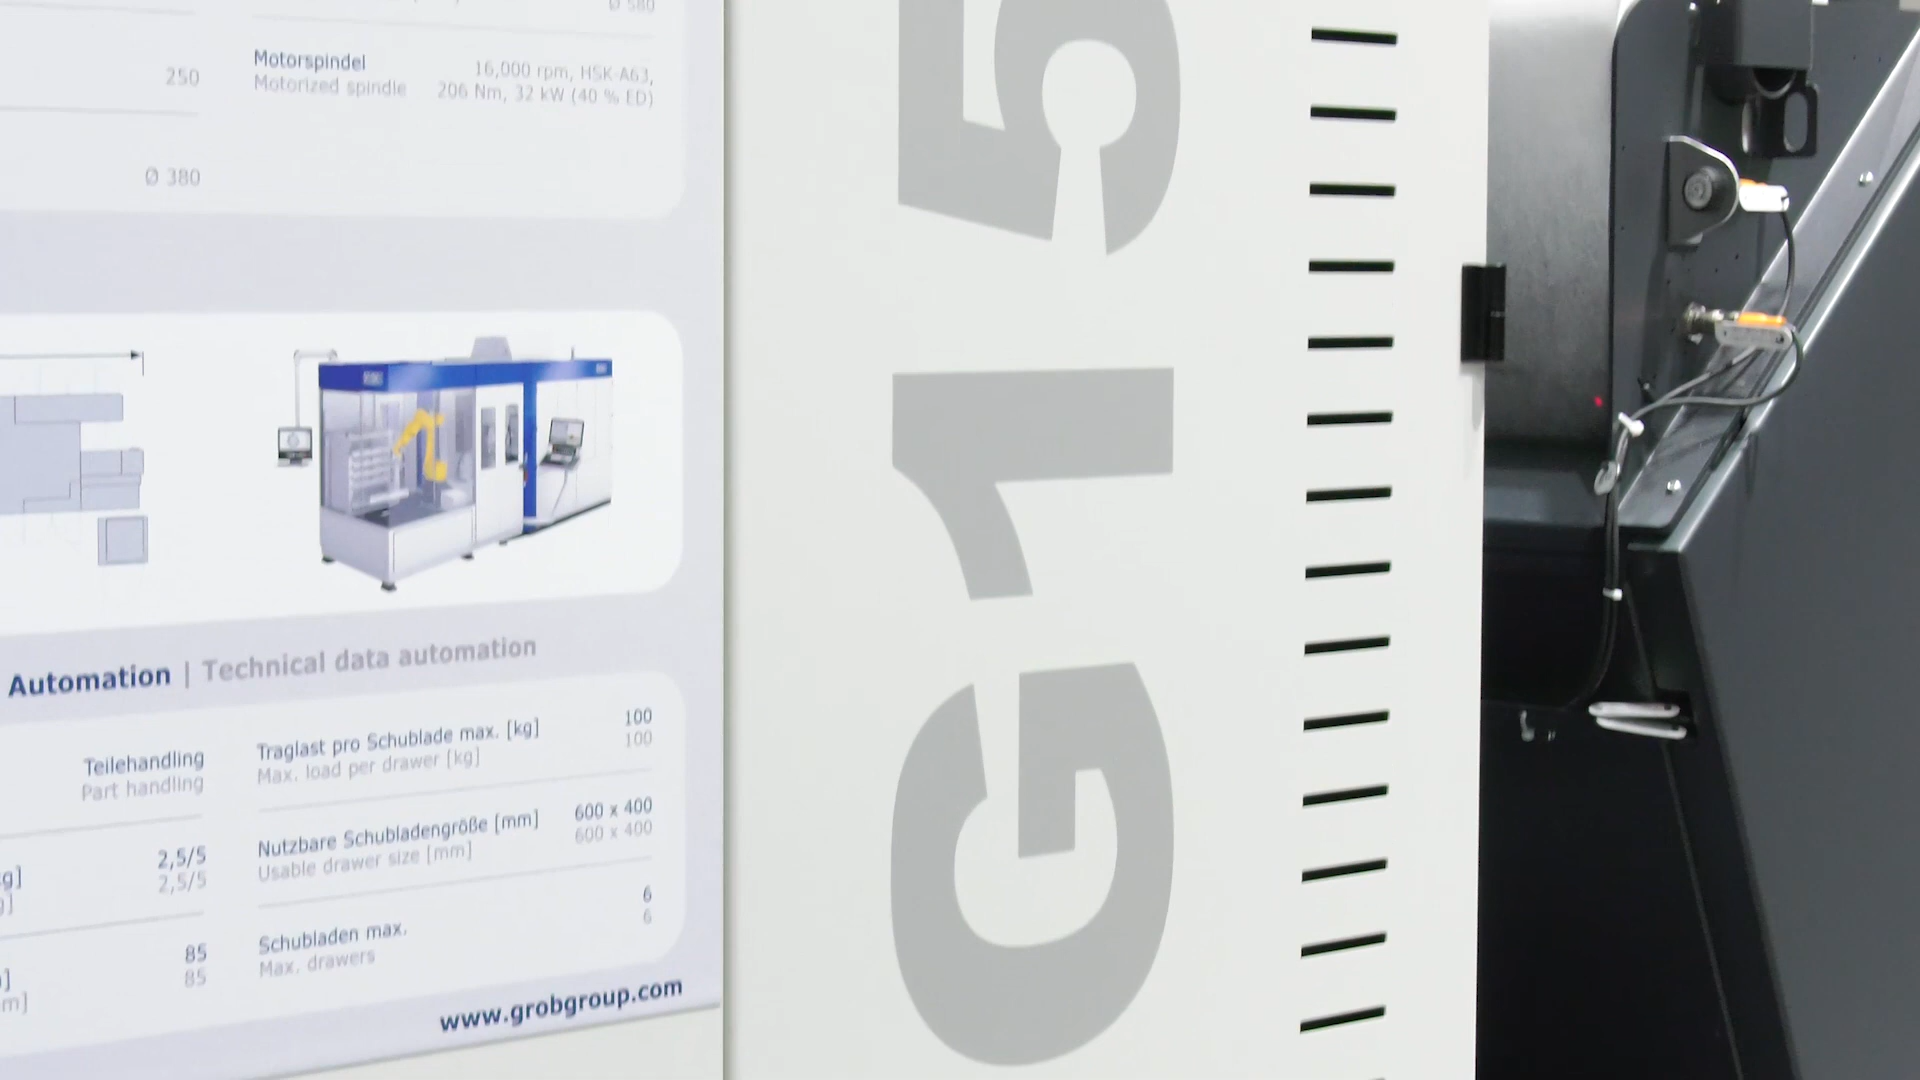 Ø 580
250
Motorspindel
Motorized spindle
16,000 rpm, HSK-A63,
206 Nm, 32 kW (40 % ED)
Ø 380
Automation | Technical data automation
Teilehandling
Part handling
2,5/5
2,5/5
85
85
Traglast pro Schublade max. [kg] 100
Max. load per drawer [kg] 100
Nutzbare Schubladengröße [mm] 600 x 400
Usable drawer size [mm] 600 x 400
Schubladen max. 6
Max. drawers 6
www.grobgroup.com
G15